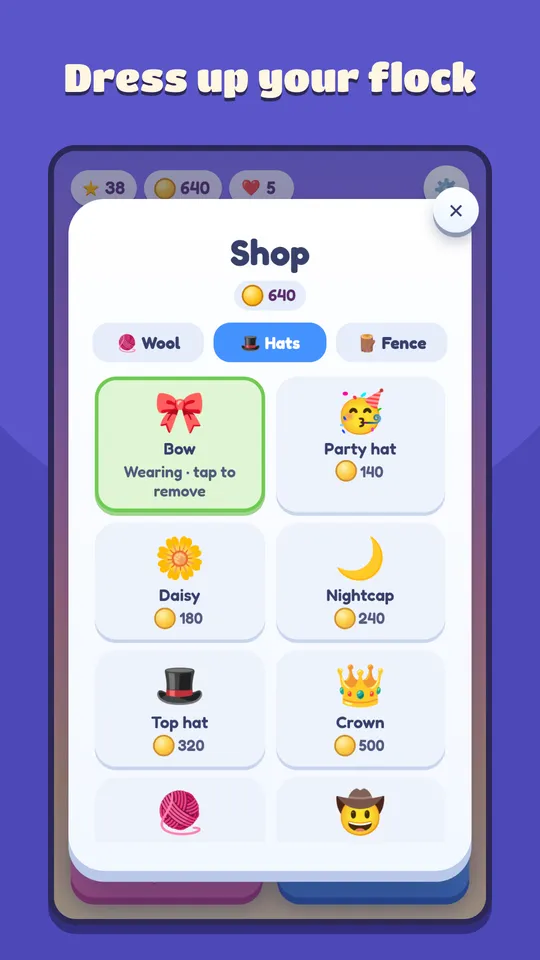 Dress up your flock
38
640
5
×
Shop
640
Wool
Hats
Fence
Bow
Wearing · tap to
remove
Party hat
140
Daisy
180
Nightcap
240
Top hat
320
Crown
500